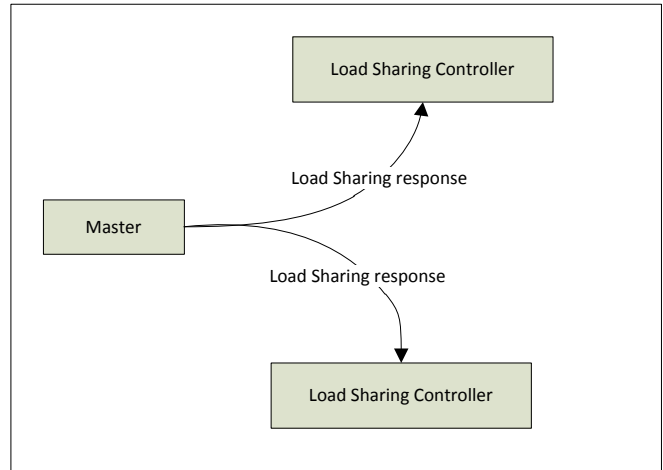 Load Sharing Controller
Load Sharing response
Master
Load Sharing response
Load Sharing Controller